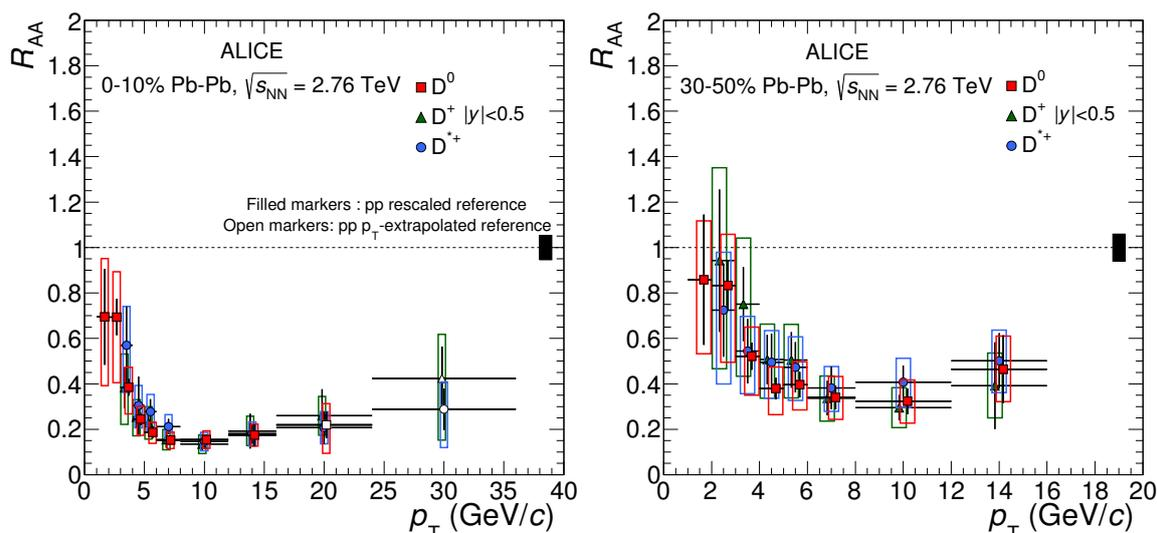 R_AA
2
1.8
1.6
1.4
1.2
1
0.8
0.6
0.4
0.2
0
ALICE
0-10% Pb-Pb, √s_NN = 2.76 TeV
D^0
D^+ |y|<0.5
D^*+
Filled markers : pp rescaled reference
Open markers: pp p_T-extrapolated reference
0 5 10 15 20 25 30 35 40
p_T (GeV/c)
R_AA
2
1.8
1.6
1.4
1.2
1
0.8
0.6
0.4
0.2
0
ALICE
30-50% Pb-Pb, √s_NN = 2.76 TeV
D^0
D^+ |y|<0.5
D^*+
0 2 4 6 8 10 12 14 16 18 20
p_T (GeV/c)